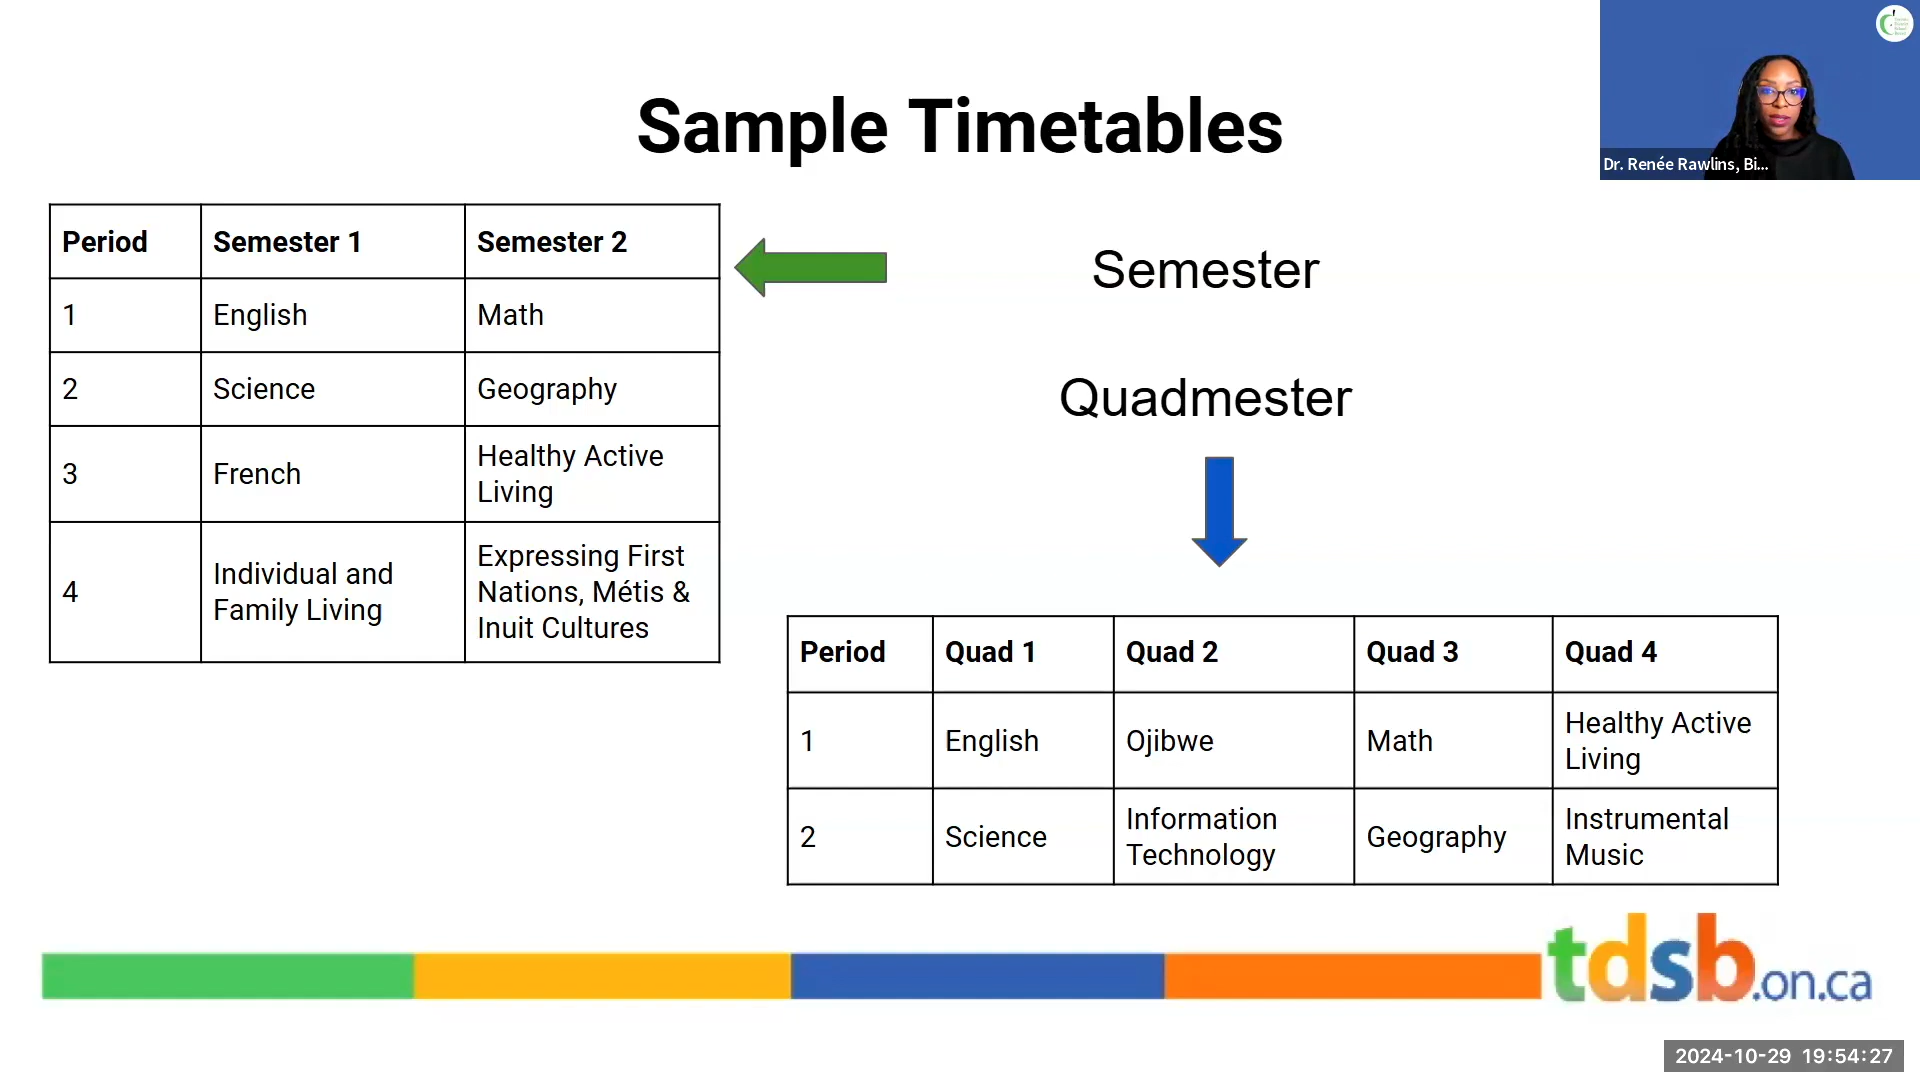 Sample Timetables
Dr. Renée Rawlins, Bi...
Period Semester 1 Semester 2
1 English Math
2 Science Geography
3 French Healthy Active
Living
4 Individual and
Family Living
Expressing First
Nations, Métis &
Inuit Cultures
Semester
Quadmester
Period Quad 1 Quad 2 Quad 3 Quad 4
1 English Ojibwe Math Healthy Active
Living
2 Science Information
Technology
Geography Instrumental
Music
tdsb.on.ca
2024-10-29 19:54:27